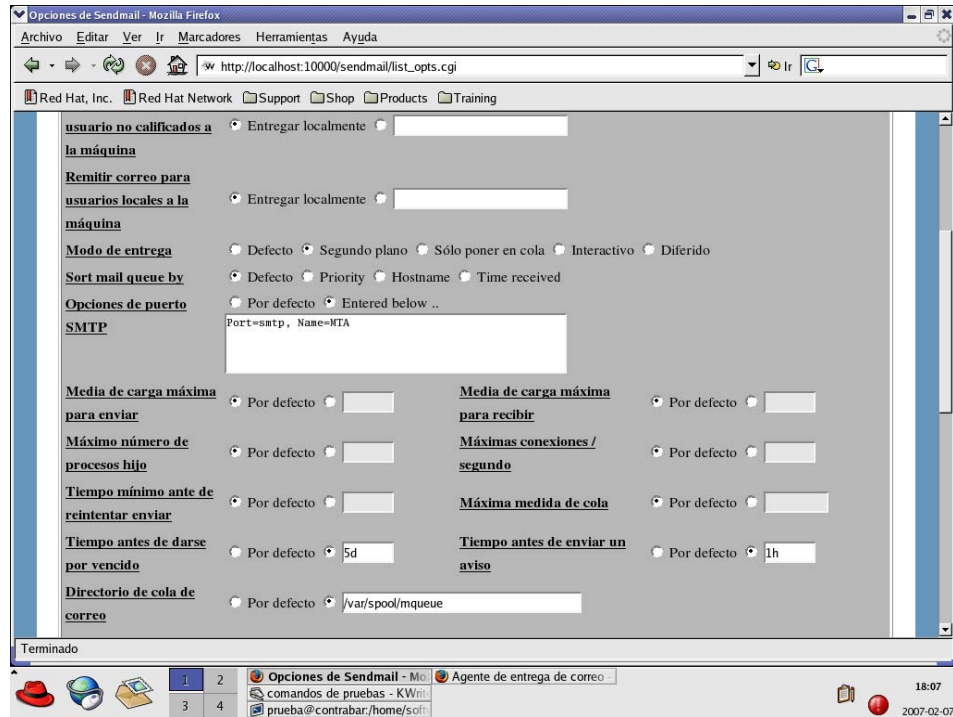 Opciones de Sendmail - Mozilla Firefox
Archivo Editar Ver Ir Marcadores Herramientas Ayuda
http://localhost:10000/sendmail/list_opts.cgi Ir G
Red Hat, Inc. Red Hat Network Support Shop Products Training
usuario no calificados a
la máquina
Entregar localmente
Remitir correo para
usuarios locales a la
máquina
Entregar localmente
Modo de entrega Defecto Segundo plano Sólo poner en cola Interactivo Diferido
Sort mail queue by Defecto Priority Hostname Time received
Opciones de puerto
SMTP
Por defecto Entered below ..
Port=smtp, Name=MTA
Media de carga máxima
para enviar
Por defecto
Media de carga máxima
para recibir
Por defecto
Máximo número de
procesos hijo
Por defecto
Máximas conexiones /
segundo
Por defecto
Tiempo mínimo ante de
reintentar enviar
Por defecto
Máxima medida de cola Por defecto
Tiempo antes de darse
por vencido
Por defecto 5d
Tiempo antes de enviar un
aviso
Por defecto 1h
Directorio de cola de
correo
Por defecto /var/spool/mqueue
Terminado
1 2
3 4
Opciones de Sendmail - Mo
Agente de entrega de correo -
comandos de pruebas - KWrit
prueba@contrabar:/home/soft
18:07
2007-02-07